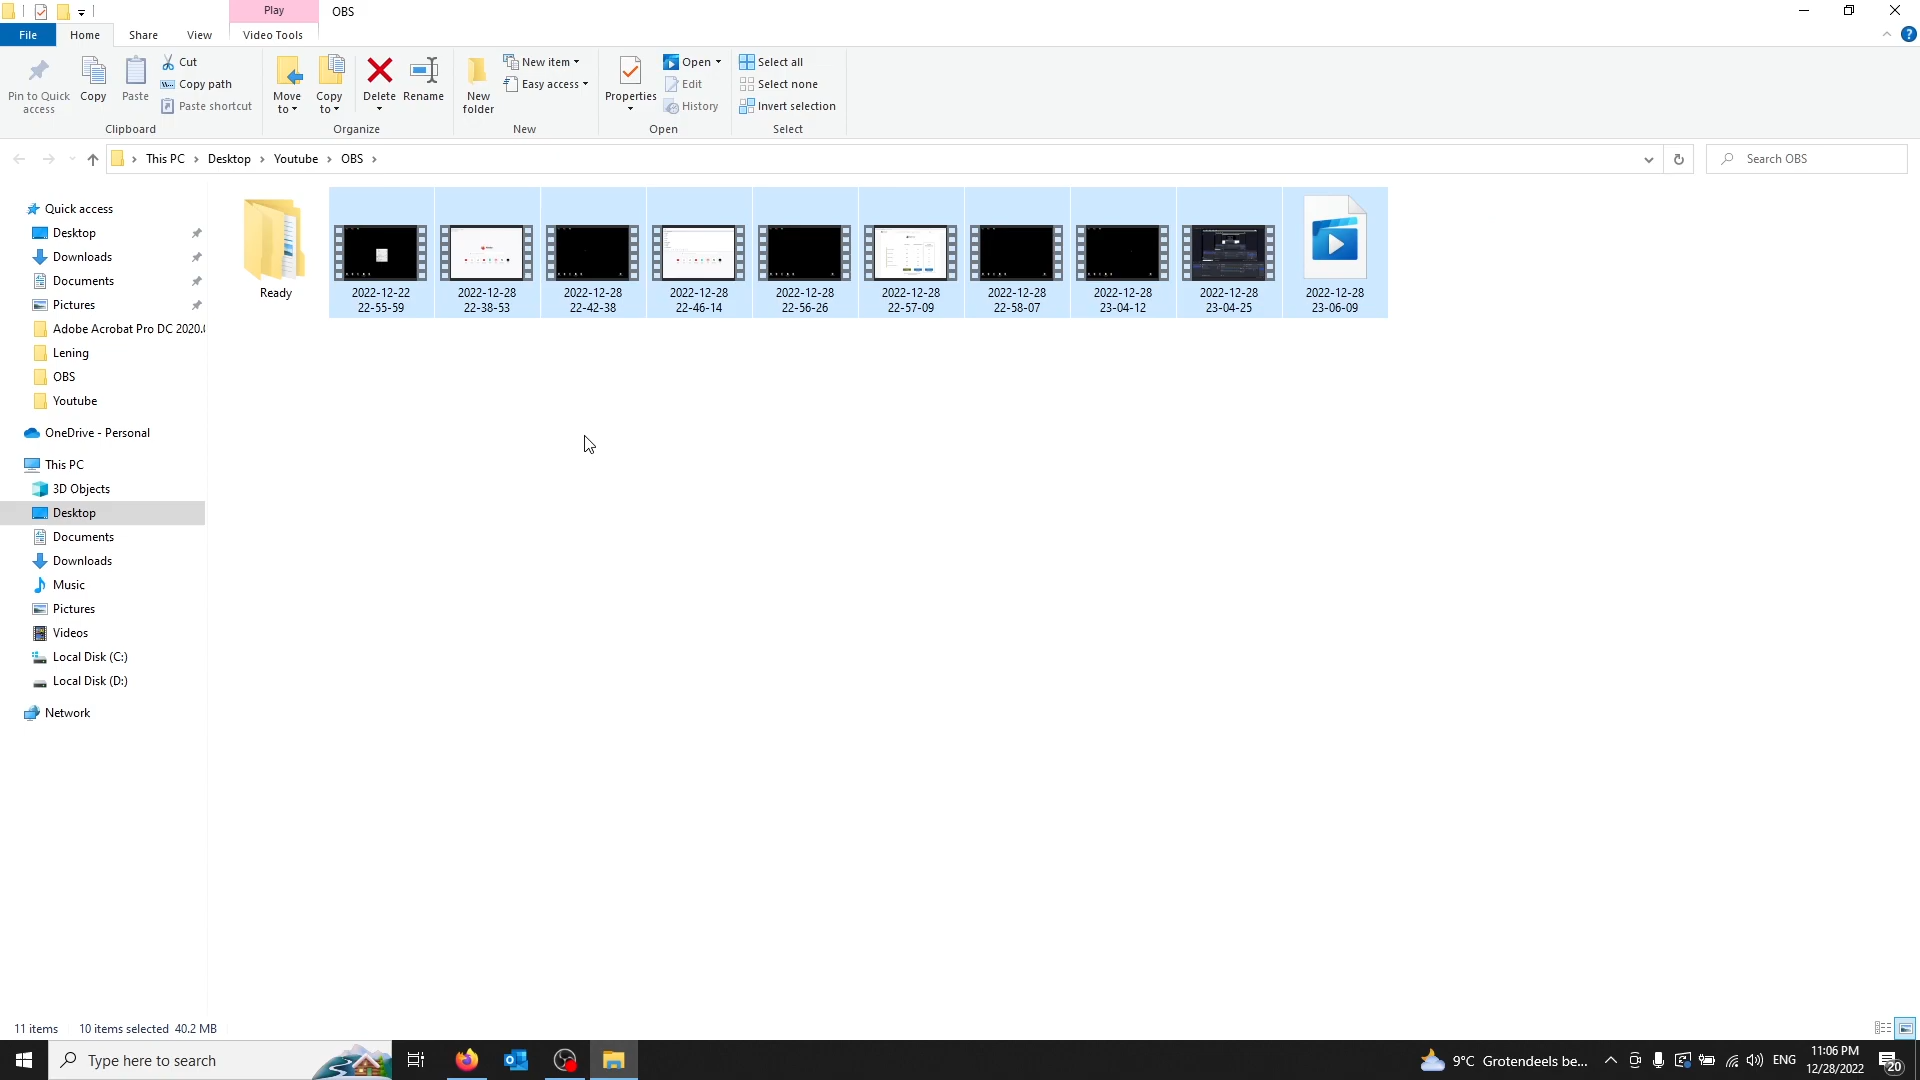 Play
OBS
File
Home
Share
View
Video Tools
Pin to Quick access
Copy
Paste
Cut
Copy path
Paste shortcut
Clipboard
Move to
Copy to
Delete
Rename
Organize
New folder
New item
Easy access
New
Properties
Open
Edit
History
Open
Select all
Select none
Invert selection
Select
This PC
Desktop
Youtube
OBS
Search OBS
Quick access
Desktop
Downloads
Documents
Pictures
Adobe Acrobat Pro DC 2020.
Lening
OBS
Youtube
OneDrive - Personal
This PC
3D Objects
Desktop
Documents
Downloads
Music
Pictures
Videos
Local Disk (C:)
Local Disk (D:)
Network
Ready
2022-12-22
22-55-59
2022-12-28
22-38-53
2022-12-28
22-42-38
2022-12-28
22-46-14
2022-12-28
22-56-26
2022-12-28
22-57-09
2022-12-28
22-58-07
2022-12-28
23-04-12
2022-12-28
23-04-25
2022-12-28
23-06-09
11 items
10 items selected 40.2 MB
Type here to search
9°C Grotendeels be...
ENG
11:06 PM
12/28/2022
20